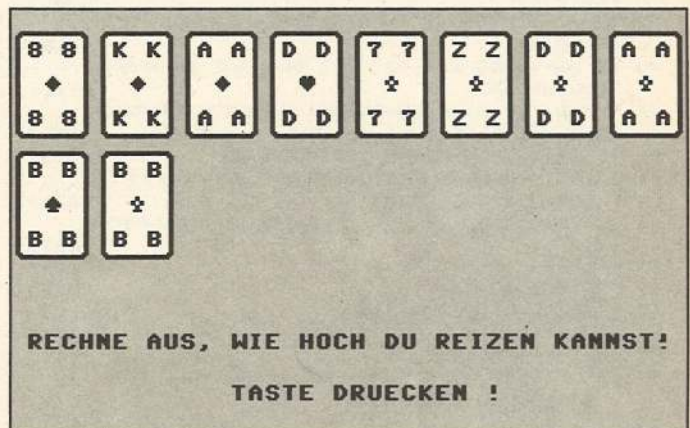 8 8 K K A A D D 7 7 Z Z D D A A
8 8 K K A A D D 7 7 Z Z D D A A
B B B B
B B B B
RECHNE AUS, WIE HOCH DU REIZEN KANNST!
TASTE DRUECKEN !